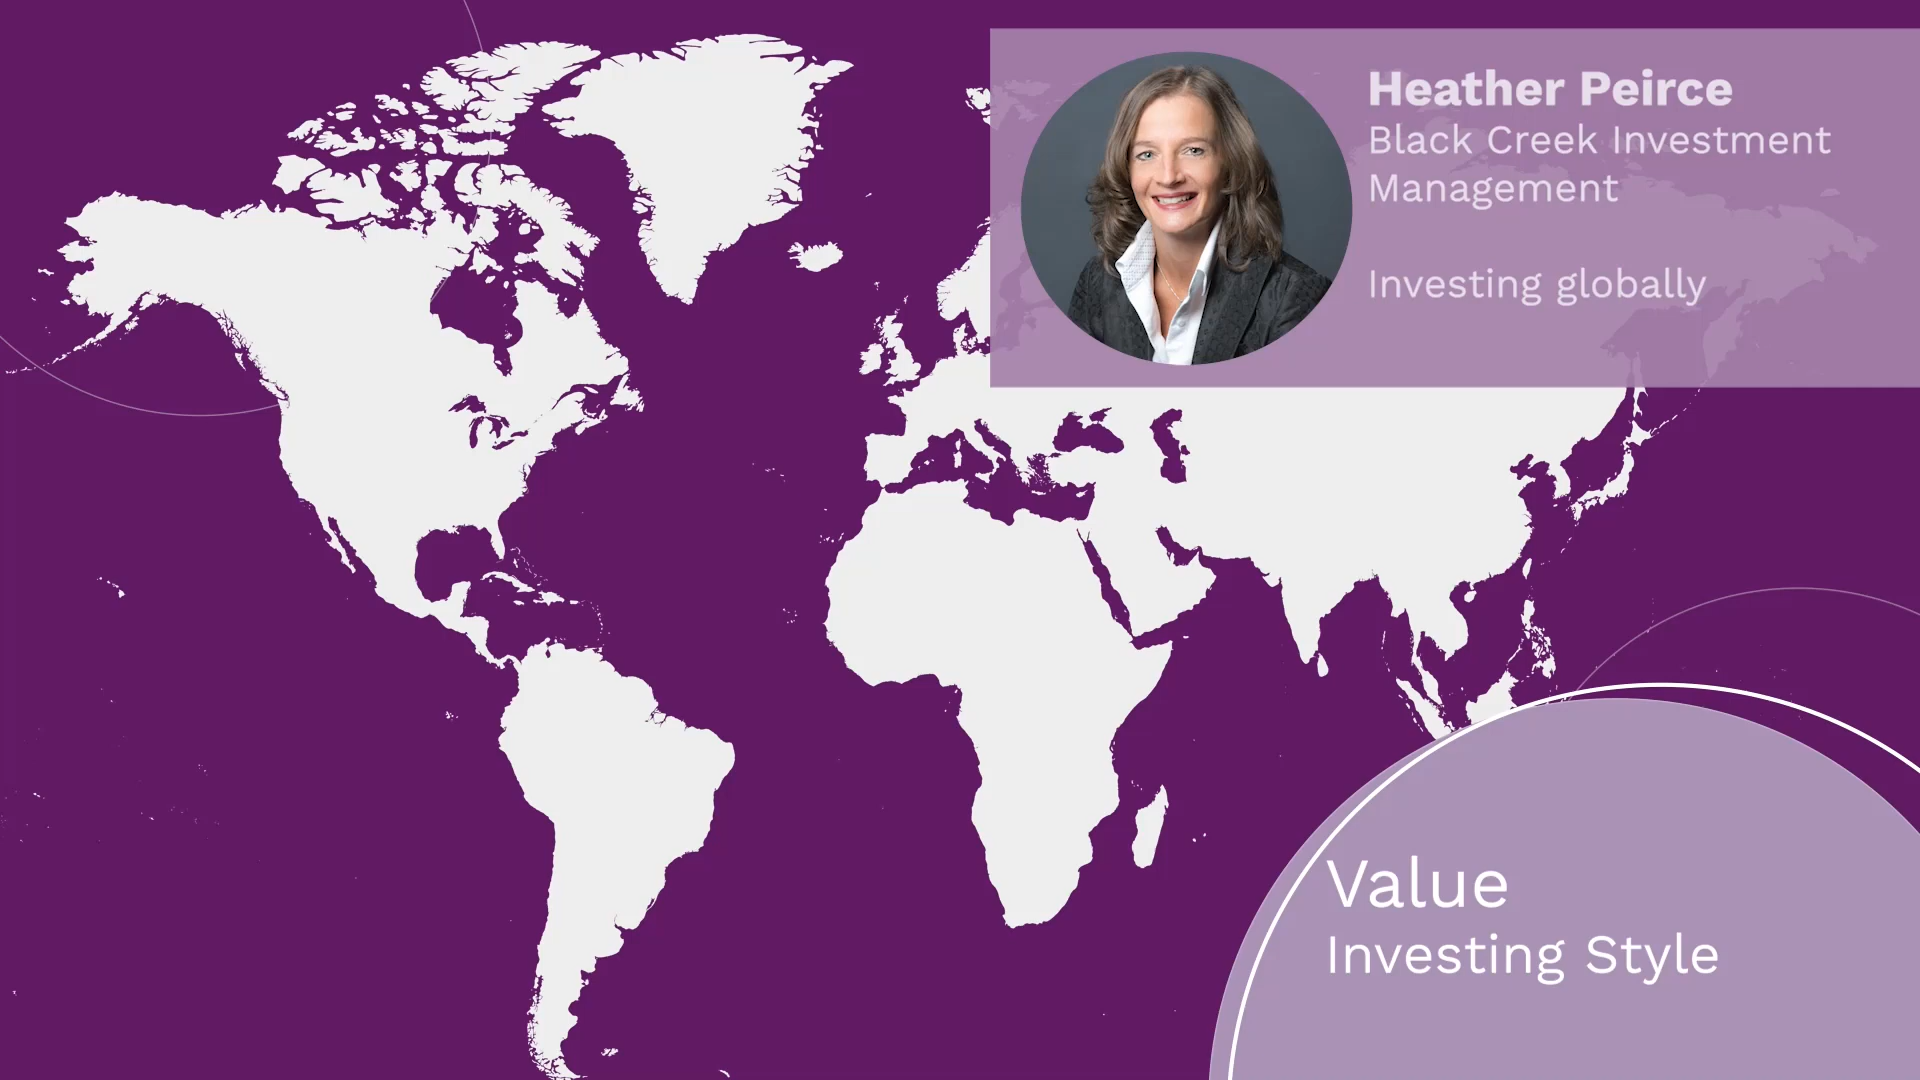 Heather Peirce
Black Creek Investment
Management
Investing globally
Value
Investing Style